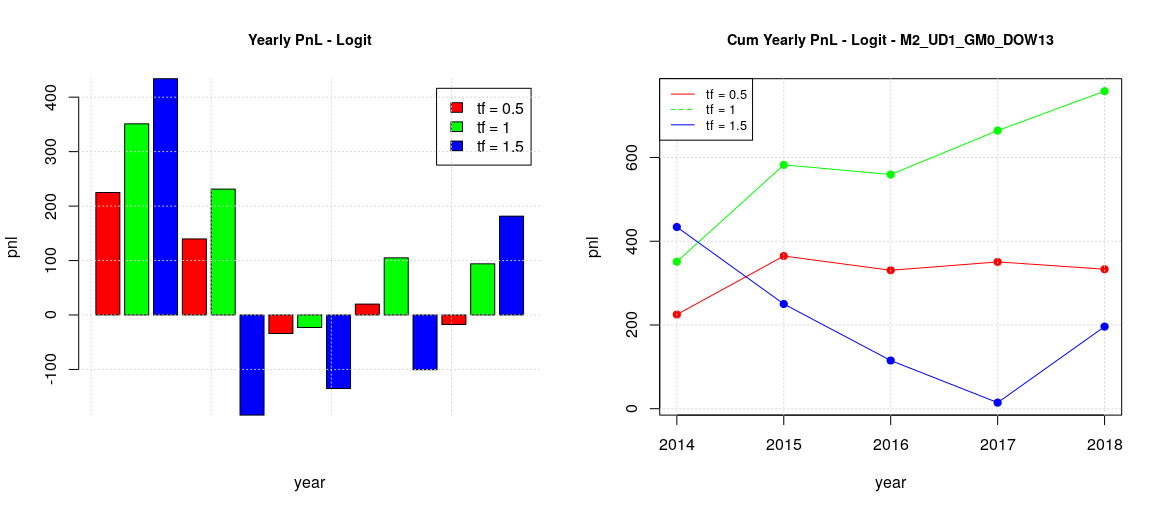 Yearly PnL - Logit
pnl
400
300
200
100
0
-100
tf = 0.5
tf = 1
tf = 1.5
year
Cum Yearly PnL - Logit - M2_UD1_GM0_DOW13
pnl
600
400
200
0
tf = 0.5
tf = 1
tf = 1.5
2014 2015 2016 2017 2018
year